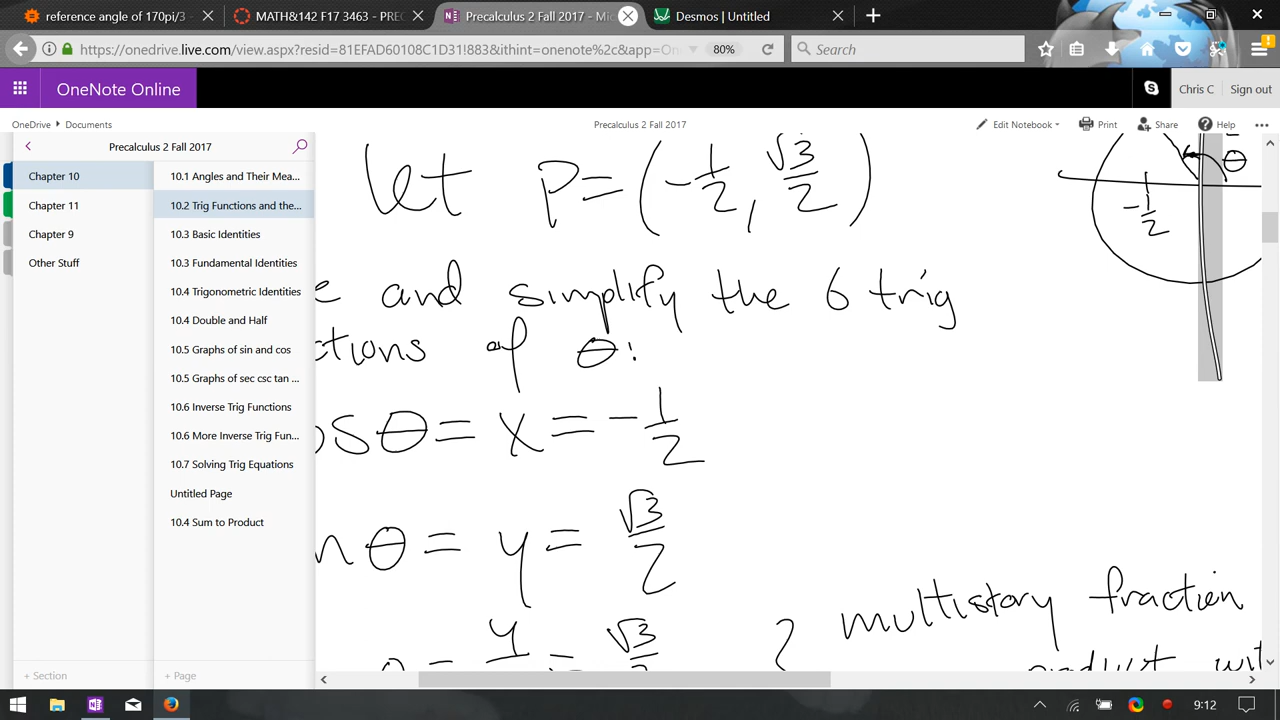 reference angle of 170pi/3 -
MATH&142 F17 3463 - PREC
Precalculus 2 Fall 2017 - Mic
Desmos | Untitled
https://onedrive.live.com/view.aspx?resid=81EFAD60108C1D31!883&ithint=onenote%2c&app=On
80%
Search
OneNote Online
Chris C
Sign out
OneDrive
Documents
Precalculus 2 Fall 2017
Edit Notebook
Print
Share
Help
Precalculus 2 Fall 2017
Chapter 10
Chapter 11
Chapter 9
Other Stuff
10.1 Angles and Their Mea...
10.2 Trig Functions and the...
10.3 Basic Identities
10.3 Fundamental Identities
10.4 Trigonometric Identities
10.4 Double and Half
10.5 Graphs of sin and cos
10.5 Graphs of sec csc tan ...
10.6 Inverse Trig Functions
10.6 More Inverse Trig Fun...
10.7 Solving Trig Equations
Untitled Page
10.4 Sum to Product
let P = (-1/2, √3/2)
θ
-1/2
e and simplify the 6 trig
ctions of θ:
osθ = x = -1/2
nθ = y = √3/2
multistory fraction
y = √3/2
product wit
+ Section
+ Page
9:12